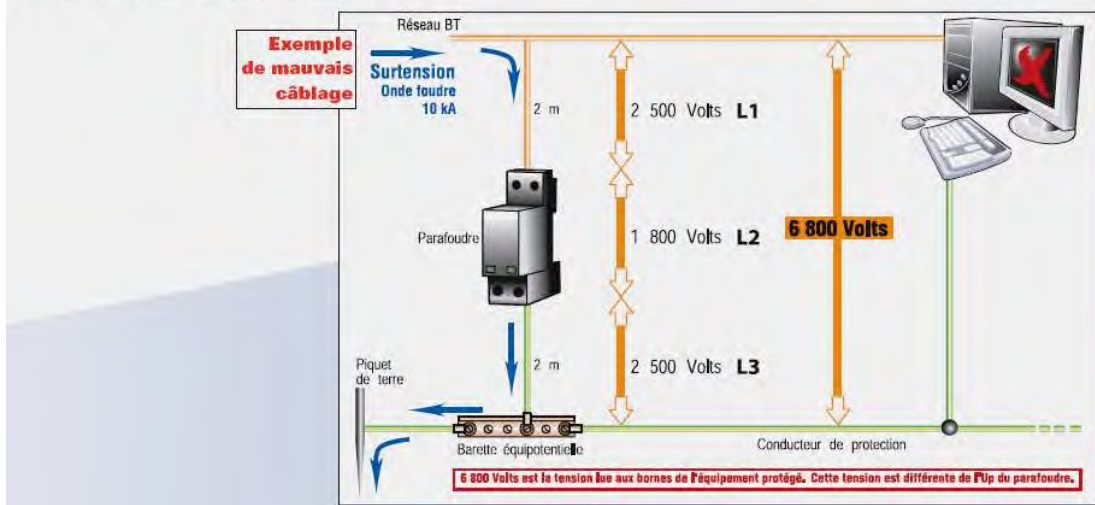 Réseau BT
Exemple
de mauvais
câblage
Surtension
Onde foudre
10 kA
2 m
2 500 Volts L1
Parafoudre
1 800 Volts L2
6 800 Volts
2 m
2 500 Volts L3
Piquet
de terre
Barette équipotentielle
Conducteur de protection
6 800 Volts est la tension lue aux bornes de l'équipement protégé. Cette tension est différente de l'Up du parafoudre.